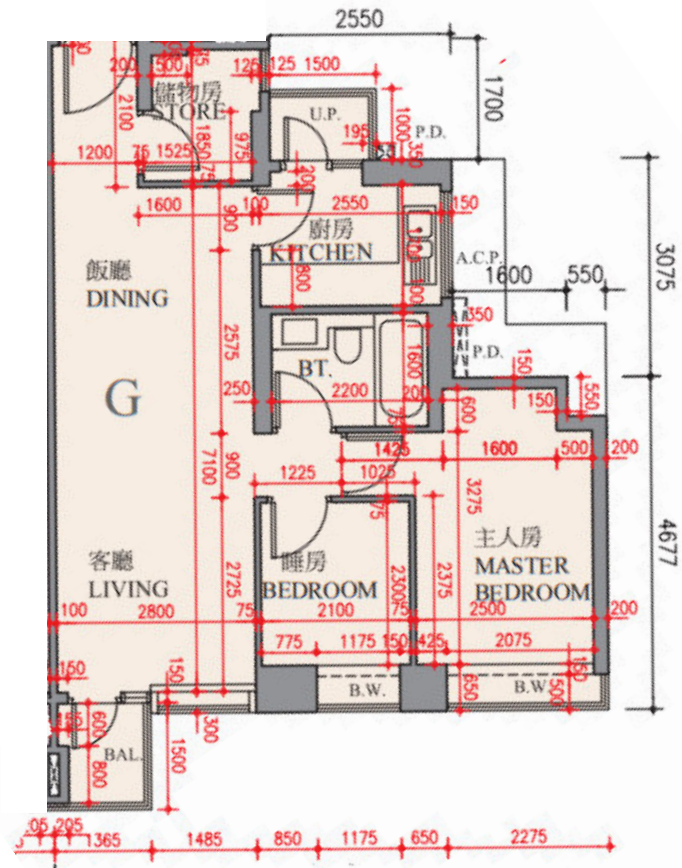 2550
1700
200 500 75 125 125 1500
儲物房
STORE
U.P.
2100
1850
975
195
1000
350
P.D.
1200 75 1525
75
200
1600 100 2550 150
900
廚房
KITCHEN
800
A.C.P.
3075
飯廳
DINING
1600 550
350
P.D.
G
2575
BT.
1600
150
550
250 2200 200
150
600
75
1425 1600 500 200
7100
900
1225 1025
3275
75
4677
客廳
LIVING
睡房
BEDROOM
主人房
MASTER
BEDROOM
2725
2300
2375
100 2800 75 2100 75 2500 200
775 1175 150 425 2075
150
150
B.W.
650
B.W.
150
500
600
300
1500
BAL.
800
205
1365 1485 850 1175 650 2275